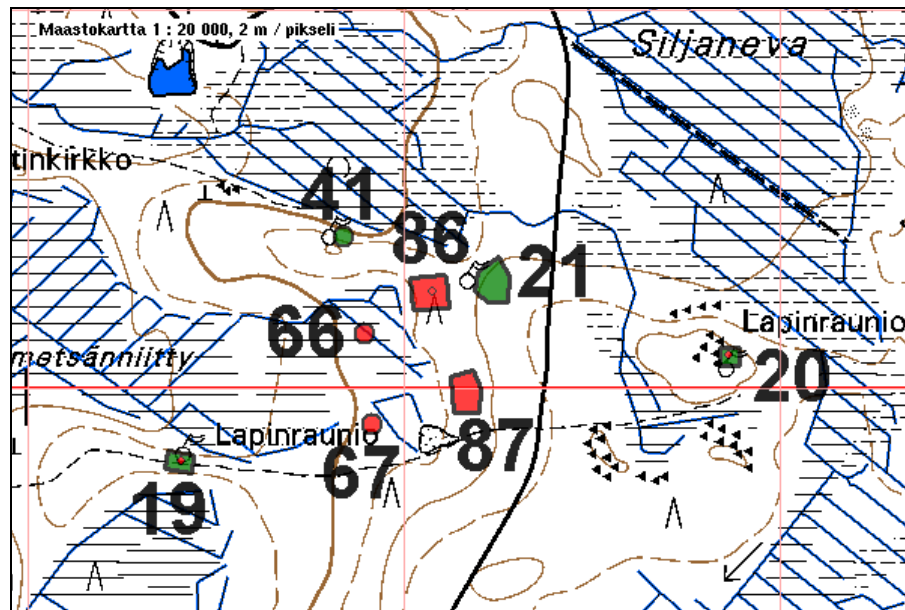 Maastokartta 1 : 20 000, 2 m / pikseli
Siljaneva
tinkirkko
41
86
21
66
Lapinraunio
metsänniitty
20
Lapinraunio
87
67
19